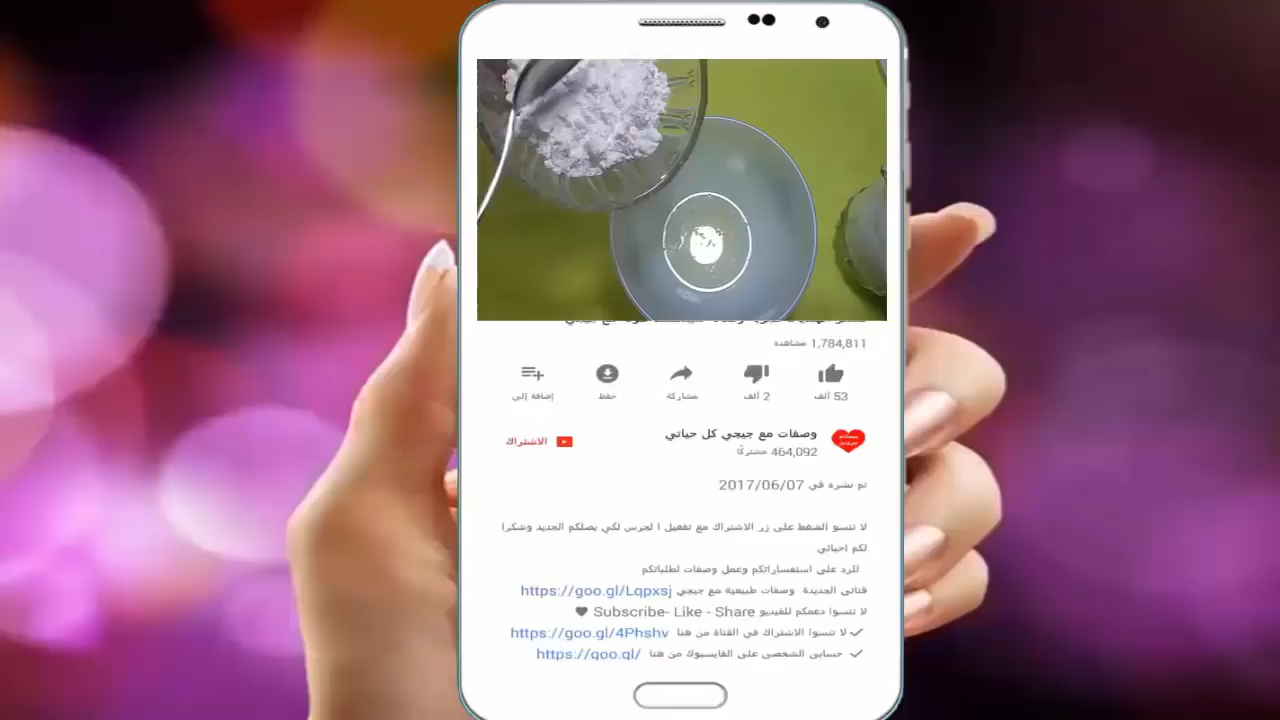 1,784,811 مشاهدة
53 ألف
2 ألف
مشاركة
حفظ
إضافة إلى
وصفات مع جيجي كل حياتي
464,092 مشتركًا
الاشتراك
تم نشره في 2017/06/07
لا تنسو الضغط على زر الاشتراك مع تفعيل ا لجرس لكي يصلكم الجديد وشكرا
لكم احبائي
للرد على استفساراتكم وعمل وصفات لطلباتكم
قناتى الجديدة وصفات طبيعية مع جيجي https://goo.gl/Lqpxsj
لا تنسوا دعمكم للفيديو Subscribe- Like - Share ♥
✓ لا تنسوا الاشتراك في القناة من هنا https://goo.gl/4Phshv
✓ حسابى الشخصى على الفايسبوك من هنا https://goo.gl/